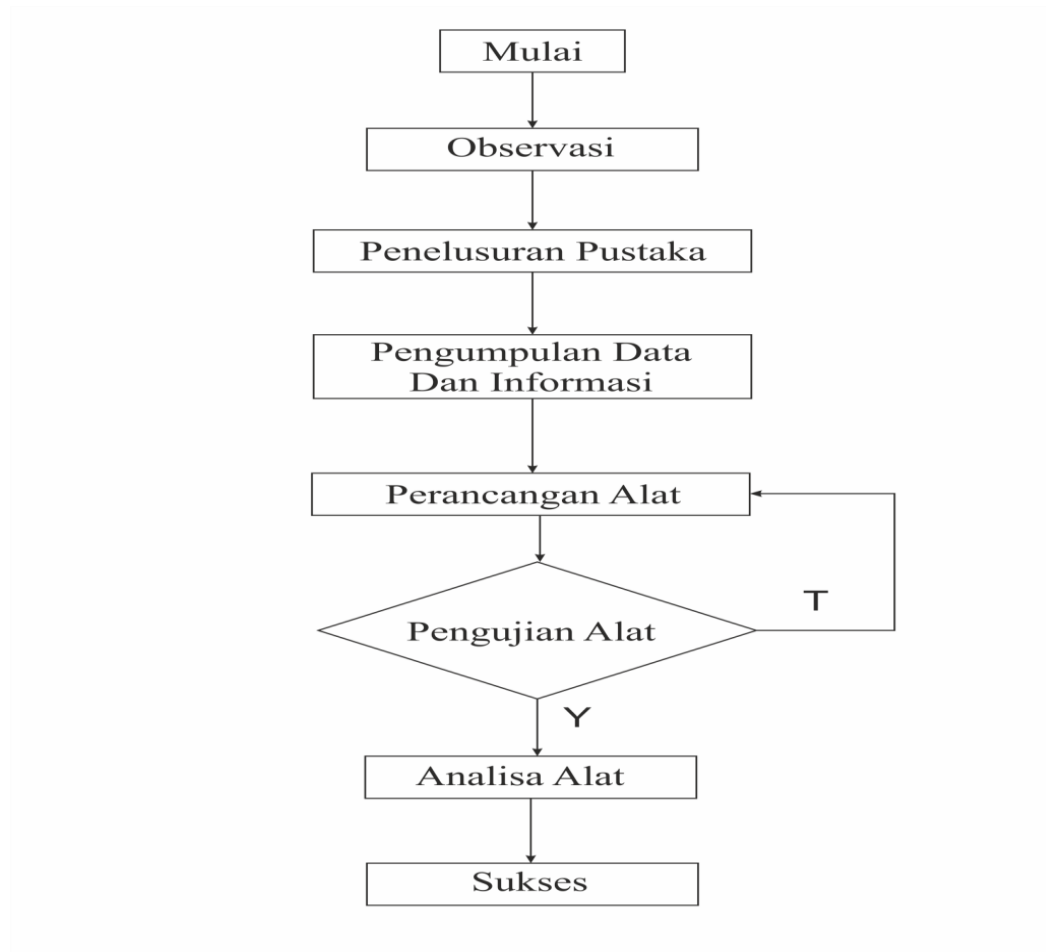 Mulai
Observasi
Penelusuran Pustaka
Pengumpulan Data
Dan Informasi
Perancangan Alat
T
Pengujian Alat
Y
Analisa Alat
Sukses